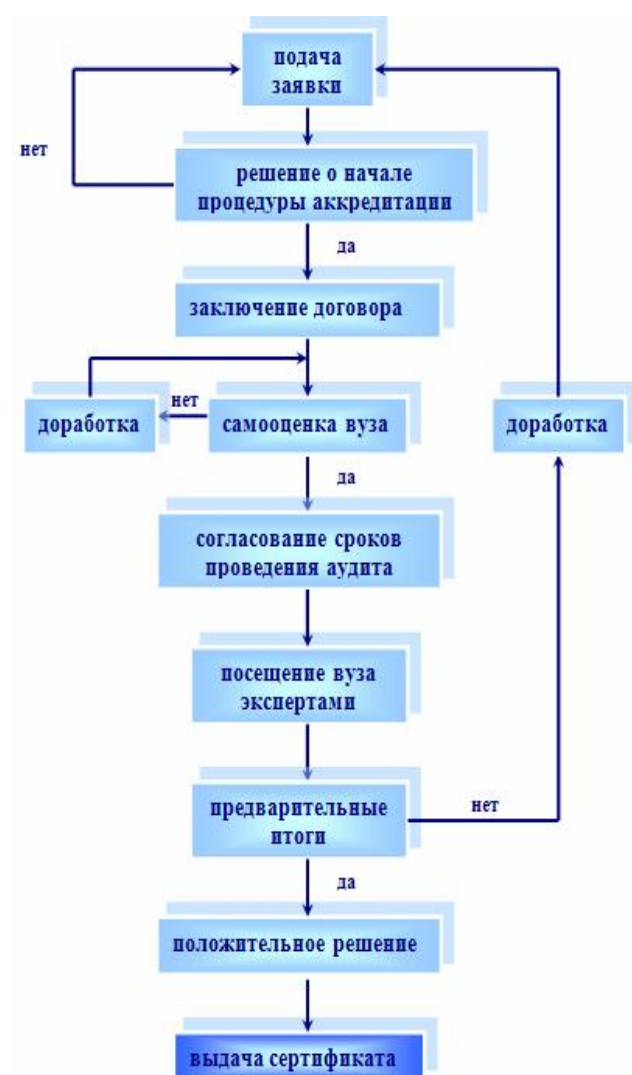 подача
заявки
нет
решение о начале
процедуры аккредитации
да
заключение договора
нет
доработка
самооценка вуза
доработка
да
согласование сроков
проведения аудита
посещение вуза
экспертами
предварительные
итоги
нет
да
положительное решение
выдача сертификата